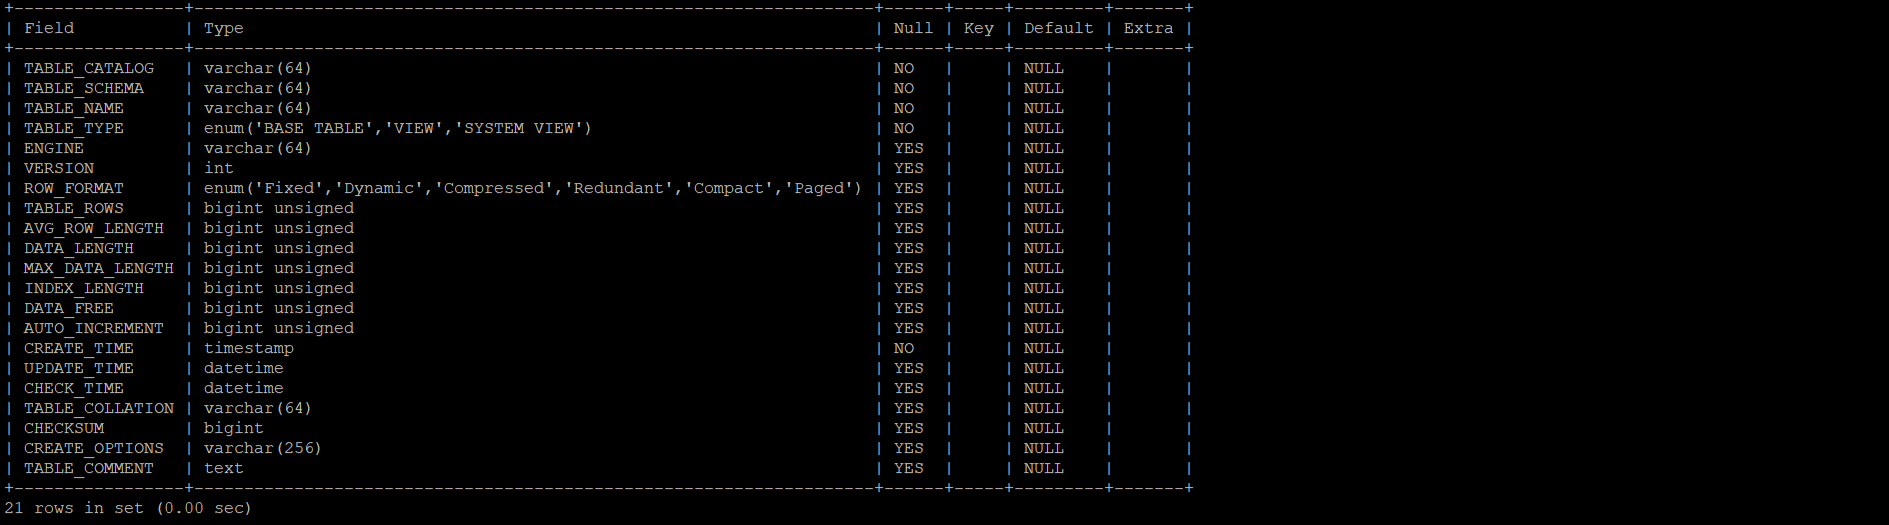 +-----------------+--------------------------------------------------------------------+------+-----+---------+-------+
| Field           | Type                                                               | Null | Key | Default | Extra |
+-----------------+--------------------------------------------------------------------+------+-----+---------+-------+
| TABLE_CATALOG   | varchar(64)                                                        | NO   |     | NULL    |       |
| TABLE_SCHEMA    | varchar(64)                                                        | NO   |     | NULL    |       |
| TABLE_NAME      | varchar(64)                                                        | NO   |     | NULL    |       |
| TABLE_TYPE      | enum('BASE TABLE','VIEW','SYSTEM VIEW')                            | NO   |     | NULL    |       |
| ENGINE          | varchar(64)                                                        | YES  |     | NULL    |       |
| VERSION         | int                                                                | YES  |     | NULL    |       |
| ROW_FORMAT      | enum('Fixed','Dynamic','Compressed','Redundant','Compact','Paged') | YES  |     | NULL    |       |
| TABLE_ROWS      | bigint unsigned                                                    | YES  |     | NULL    |       |
| AVG_ROW_LENGTH  | bigint unsigned                                                    | YES  |     | NULL    |       |
| DATA_LENGTH     | bigint unsigned                                                    | YES  |     | NULL    |       |
| MAX_DATA_LENGTH | bigint unsigned                                                    | YES  |     | NULL    |       |
| INDEX_LENGTH    | bigint unsigned                                                    | YES  |     | NULL    |       |
| DATA_FREE       | bigint unsigned                                                    | YES  |     | NULL    |       |
| AUTO_INCREMENT  | bigint unsigned                                                    | YES  |     | NULL    |       |
| CREATE_TIME     | timestamp                                                          | NO   |     | NULL    |       |
| UPDATE_TIME     | datetime                                                           | YES  |     | NULL    |       |
| CHECK_TIME      | datetime                                                           | YES  |     | NULL    |       |
| TABLE_COLLATION | varchar(64)                                                        | YES  |     | NULL    |       |
| CHECKSUM        | bigint                                                             | YES  |     | NULL    |       |
| CREATE_OPTIONS  | varchar(256)                                                       | YES  |     | NULL    |       |
| TABLE_COMMENT   | text                                                               | YES  |     | NULL    |       |
+-----------------+--------------------------------------------------------------------+------+-----+---------+-------+
21 rows in set (0.00 sec)